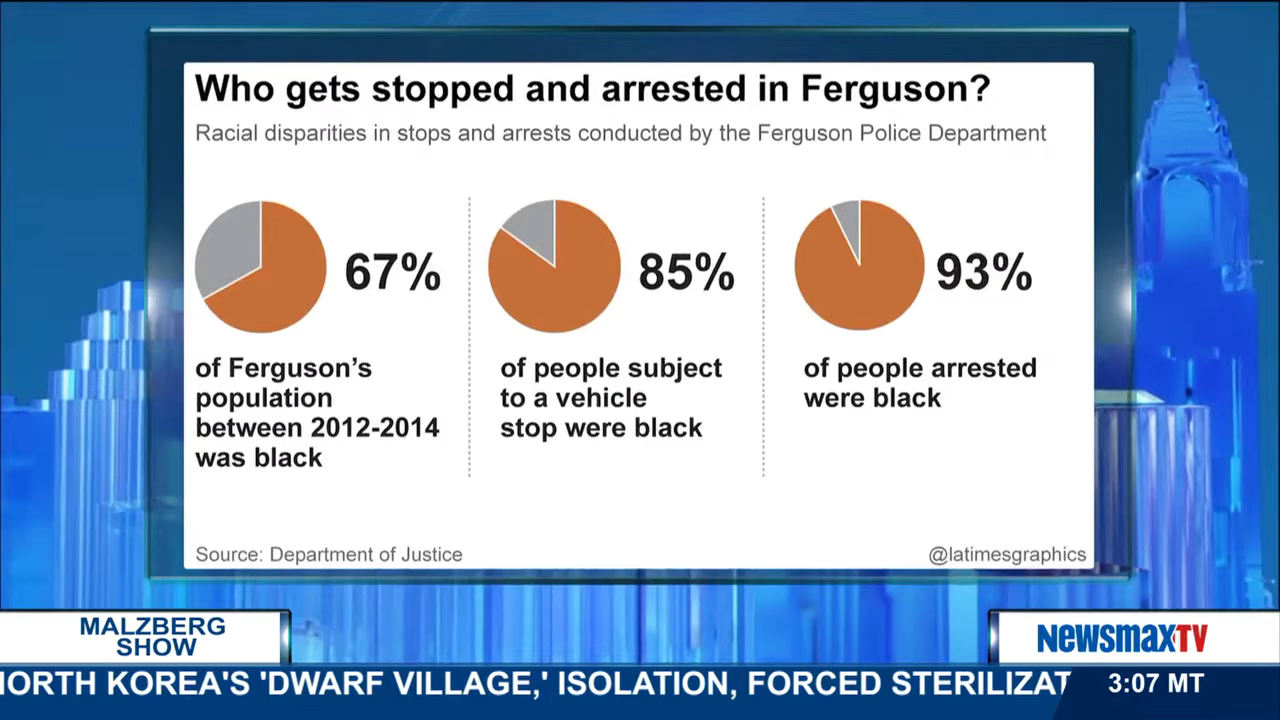 Who gets stopped and arrested in Ferguson?
Racial disparities in stops and arrests conducted by the Ferguson Police Department
67%
of Ferguson's
population
between 2012-2014
was black
85%
of people subject
to a vehicle
stop were black
93%
of people arrested
were black
Source: Department of Justice
@latimesgraphics
MALZBERG
SHOW
NEWSMAXTV
NORTH KOREA'S 'DWARF VILLAGE,' ISOLATION, FORCED STERILIZAT
3:07 MT